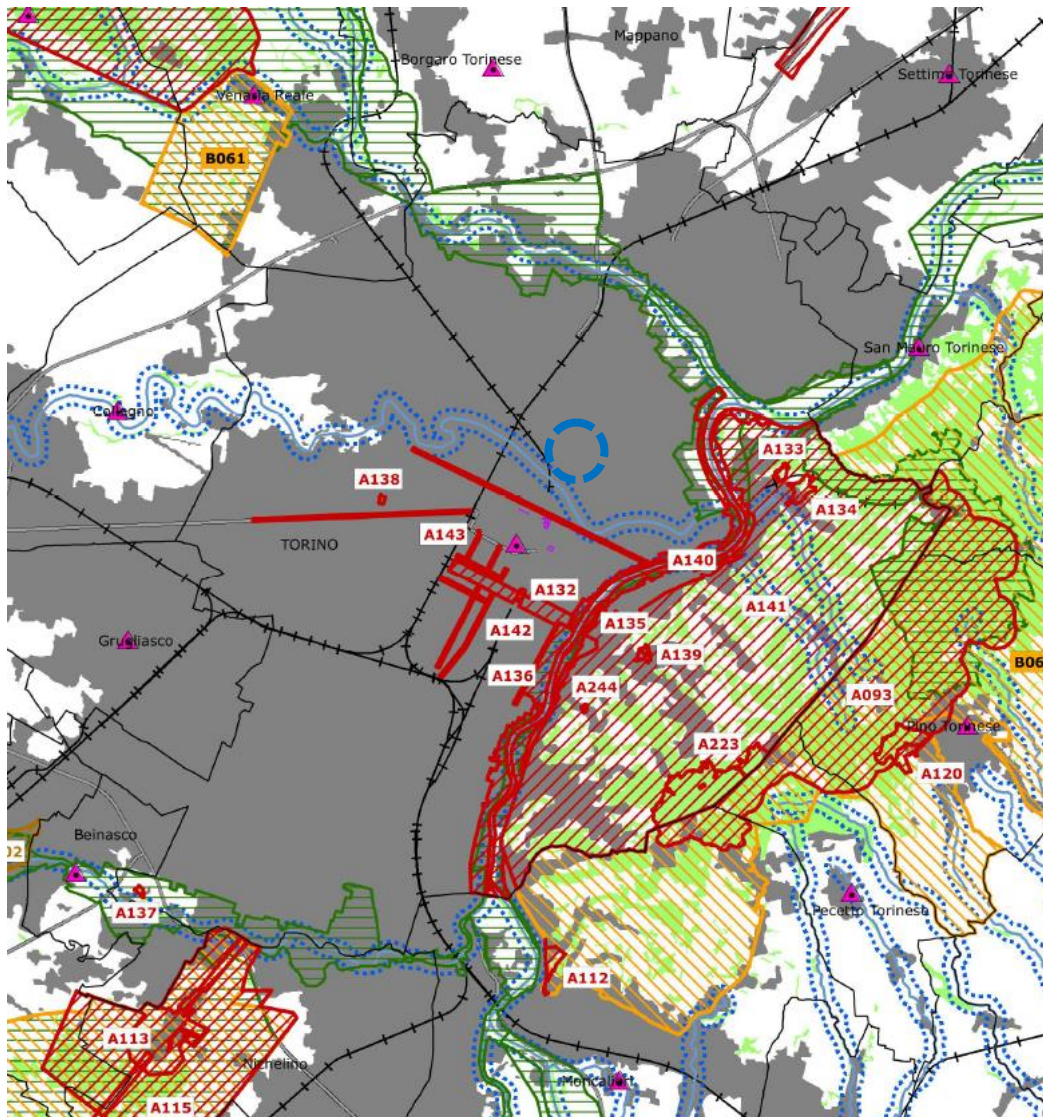 Mappano
Borgaro Torinese
Settimo Torinese
Venaria Reale
B061
San Mauro Torinese
Collegno
A133
A138
A134
A143
TORINO
A140
A132
A141
A135
A142
Grugliasco
A139
A136
B06
A093
A244
Pino Torinese
A223
A120
Beinasco
02
A137
Pecetto Torinese
A112
A113
Nichelino
Moncalieri
A115